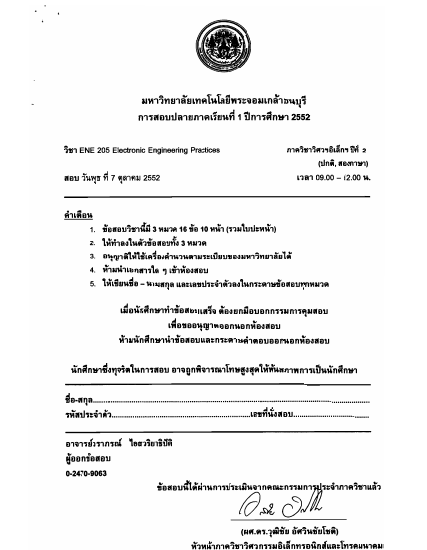 มหาวิทยาลัยเทคโนโลยีพระจอมเกล้าธนบุรี
การสอบปลายภาคเรียนที่ 1 ปีการศึกษา 2552
วิชา ENE 205 Electronic Engineering Practices ภาควิชาวิศวฯอิเล็กฯ ปีที่ 2
(ปกติ, สองภาษา)
สอบ วันพุธ ที่ 7 ตุลาคม 2552 เวลา 09.00 – 12.00 น.
คำเตือน
1. ข้อสอบวิชานี้มี 3 หมวด 16 ข้อ 10 หน้า (รวมใบปะหน้า)
2. ให้ทำลงในตัวข้อสอบทั้ง 3 หมวด
3. อนุญาติให้ใช้เครื่องคำนวนตามระเบียบของมหาวิทยาลัยได้
4. ห้ามนำเอกสารใด ๆ เข้าห้องสอบ
5. ให้เขียนชื่อ – นามสกุล และเลขประจำตัวลงในกระดาษข้อสอบทุกหมวด
เมื่อนักศึกษาทำข้อสอบเสร็จ ต้องยกมือบอกกรรมการคุมสอบ
เพื่อขออนุญาตออกนอกห้องสอบ
ห้ามนักศึกษานำข้อสอบและกระดาษคำตอบออกนอกห้องสอบ
นักศึกษาซึ่งทุจริตในการสอบ อาจถูกพิจารณาโทษสูงสุดให้พ้นสภาพการเป็นนักศึกษา
ชื่อ-สกุล
รหัสประจำตัว เลขที่นั่งสอบ
อาจารย์วราภรณ์
ผู้ออกข้อสอบ
0-2470-9063
ข้อสอบนี้ได้ผ่านการประเมินจากคณะกรรมการประจำภาควิชาแล้ว
(ผศ.ดร.วุฒิชัย อัศวินชัยโชติ)
หัวหน้าภาควิชาวิศวกรรมอิเล็กทรอนิกส์และโทรคมนาคม